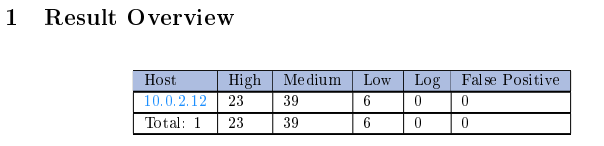 1 Result Overview
Host High Medium Low Log False Positive
10.0.2.12 23 39 6 0 0
Total: 1 23 39 6 0 0